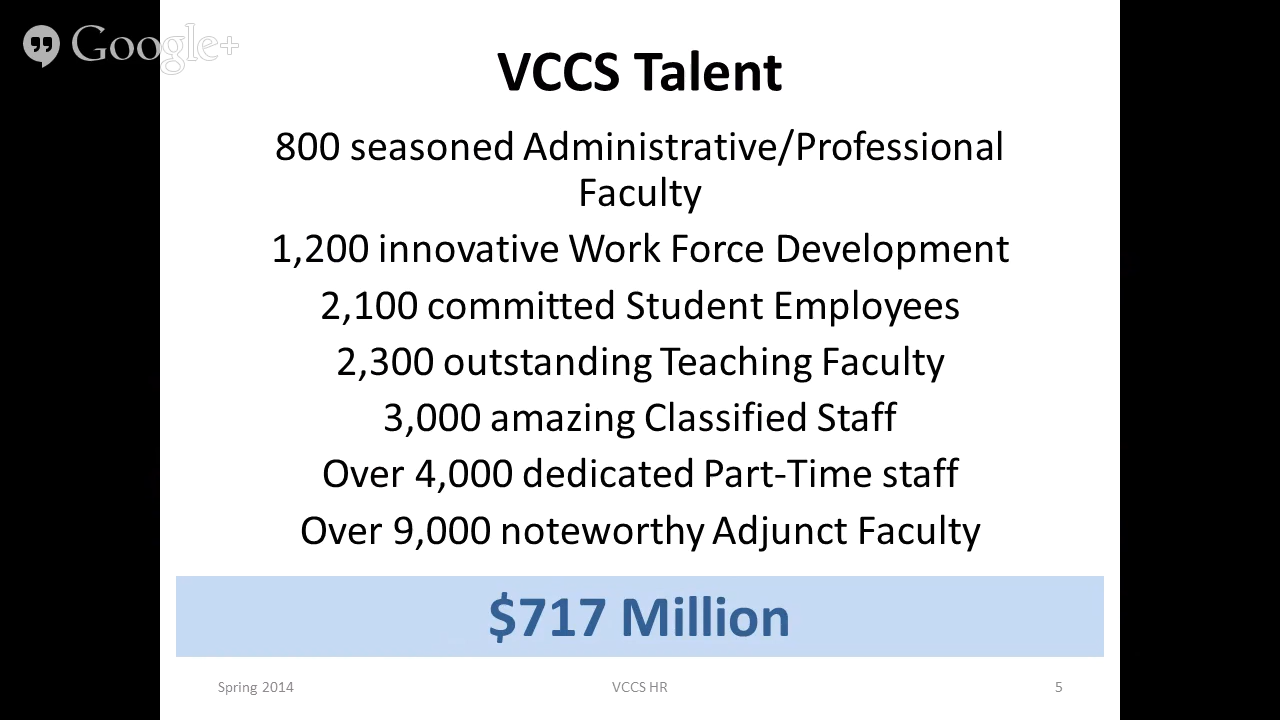 Google+
VCCS Talent
800 seasoned Administrative/Professional
Faculty
1,200 innovative Work Force Development
2,100 committed Student Employees
2,300 outstanding Teaching Faculty
3,000 amazing Classified Staff
Over 4,000 dedicated Part-Time staff
Over 9,000 noteworthy Adjunct Faculty
$717 Million
Spring 2014
VCCS HR
5